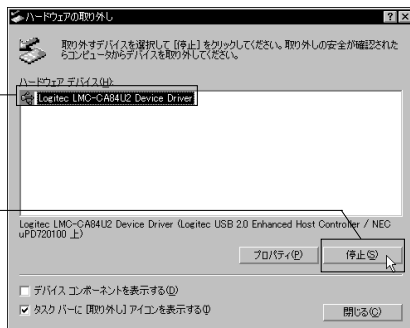 ハードウェアの取り外し
取り外すデバイスを選択して [停止] をクリックしてください。取り外しの安全が確認された
らコンピュータからデバイスを取り外してください。
ハードウェア デバイス(H):
Logitec LMC-CA84U2 Device Driver
Logitec LMC-CA84U2 Device Driver (Logitec USB 2.0 Enhanced Host Controller / NEC
uPD720100 上)
プロパティ(P) 停止(S)
デバイス コンポーネントを表示する(D)
タスク バーに [取り外し] アイコンを表示する(I) 閉じる(C)